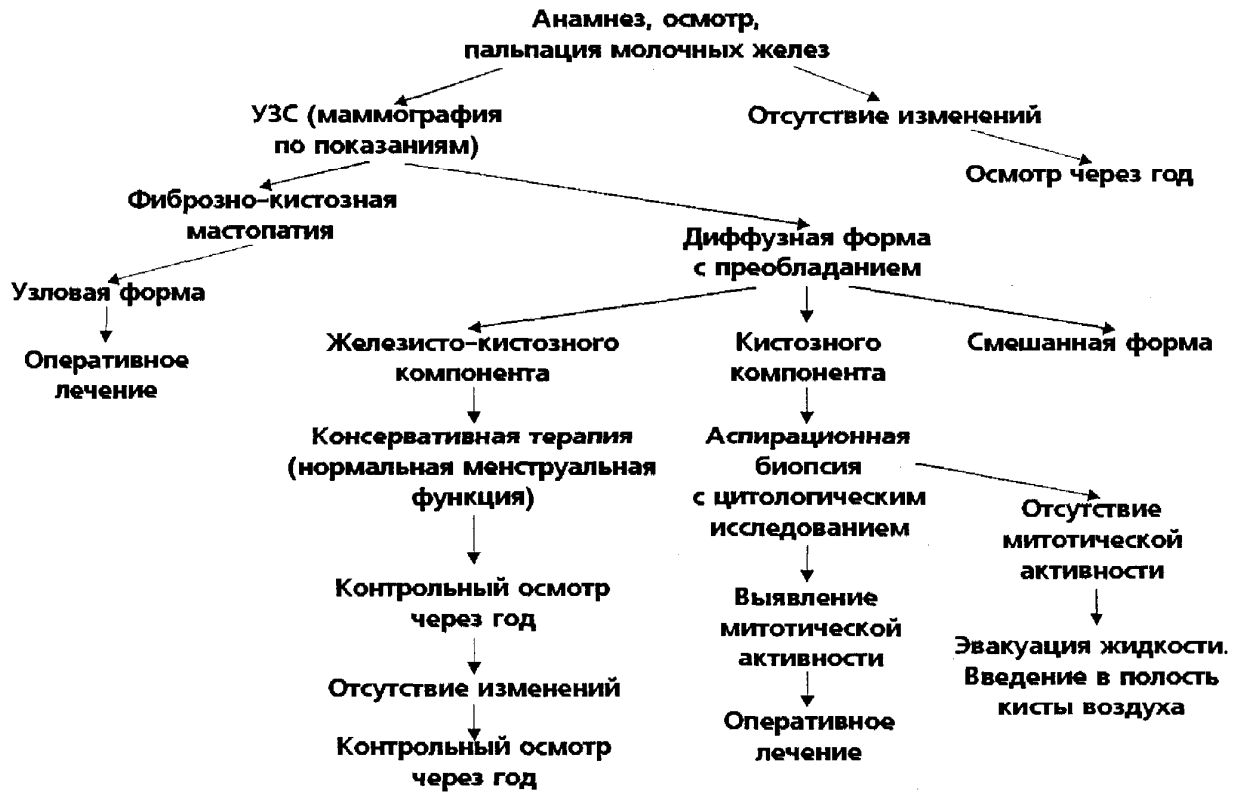 Анамнез, осмотр,
пальпация молочных желез
УЗС (маммография
по показаниям)
Отсутствие изменений
Осмотр через год
Фиброзно-кистозная
мастопатия
Диффузная форма
с преобладанием
Узловая форма
Оперативное
лечение
Железисто-кистозного
компонента
Кистозного
компонента
Смешанная форма
Консервативная терапия
(нормальная менструальная
функция)
Аспирационная
биопсия
с цитологическим
исследованием
Отсутствие
митотической
активности
Контрольный осмотр
через год
Выявление
митотической
активности
Эвакуация жидкости.
Введение в полость
кисты воздуха
Отсутствие изменений
Оперативное
лечение
Контрольный осмотр
через год